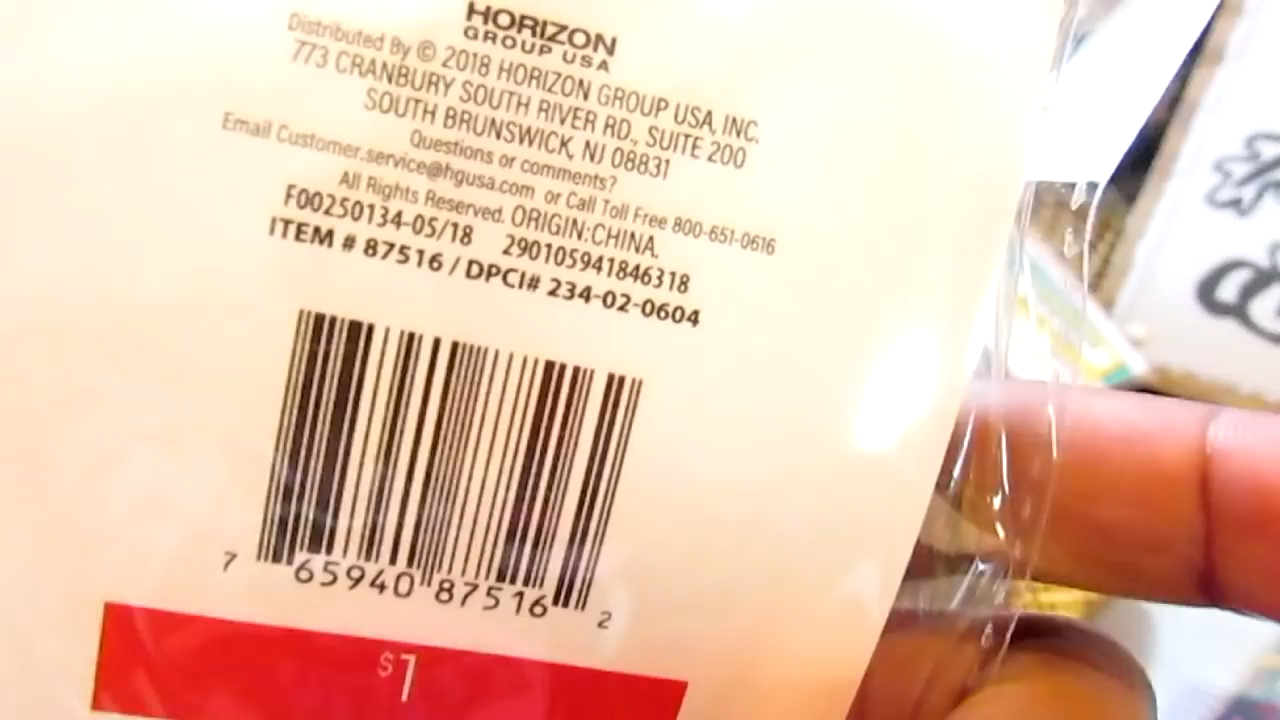 HORIZON
GROUP USA
Distributed By © 2018 HORIZON GROUP USA, INC.
773 CRANBURY SOUTH RIVER RD., SUITE 200
SOUTH BRUNSWICK, NJ 08831
Questions or comments?
Email Customer.service@hgusa.com or Call Toll Free 800-651-0616
All Rights Reserved. ORIGIN:CHINA.
F00250134-05/18 290105941846318
ITEM # 87516 / DPCI# 234-02-0604
7 65940 87516 2
$1